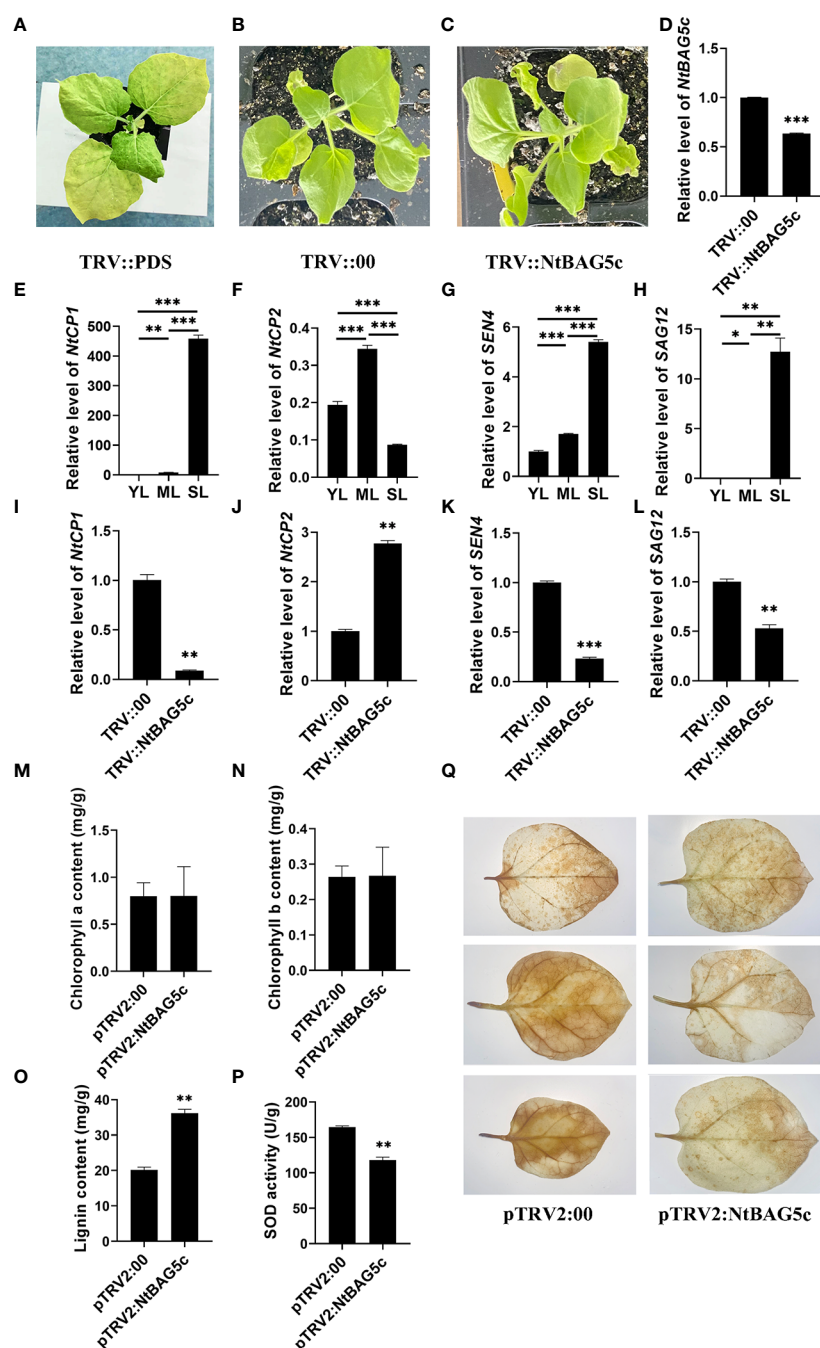 A
B
C
D
TRV::PDS
TRV::00
TRV::NtBAG5c
Relative level of NtBAG5c
1.5
1.0
0.5
0.0
***
TRV::00
TRV::NtBAG5c
E
Relative level of NtCP1
500
400
300
200
100
0
***
** ***
YL ML SL
F
Relative level of NtCP2
0.4
0.3
0.2
0.1
0.0
***
*** ***
YL ML SL
G
Relative level of SEN4
6
4
2
0
***
*** ***
YL ML SL
H
Relative level of SAG12
15
10
5
0
**
* **
YL ML SL
I
Relative level of NtCP1
1.5
1.0
0.5
0.0
**
TRV::00
TRV::NtBAG5c
J
Relative level of NtCP2
3
2
1
0
**
TRV::00
TRV::NtBAG5c
K
Relative level of SEN4
1.5
1.0
0.5
0.0
***
TRV::00
TRV::NtBAG5c
L
Relative level of SAG12
1.5
1.0
0.5
0.0
**
TRV::00
TRV::NtBAG5c
M
Chlorophyll a content (mg/g)
1.5
1.0
0.5
0.0
pTRV2:00
pTRV2:NtBAG5c
N
Chlorophyll b content (mg/g)
0.4
0.3
0.2
0.1
0.0
pTRV2:00
pTRV2:NtBAG5c
O
Lignin content (mg/g)
40
30
20
10
0
**
pTRV2:00
pTRV2:NtBAG5c
P
SOD activity (U/g)
200
150
100
50
0
**
pTRV2:00
pTRV2:NtBAG5c
Q
pTRV2:00
pTRV2:NtBAG5c